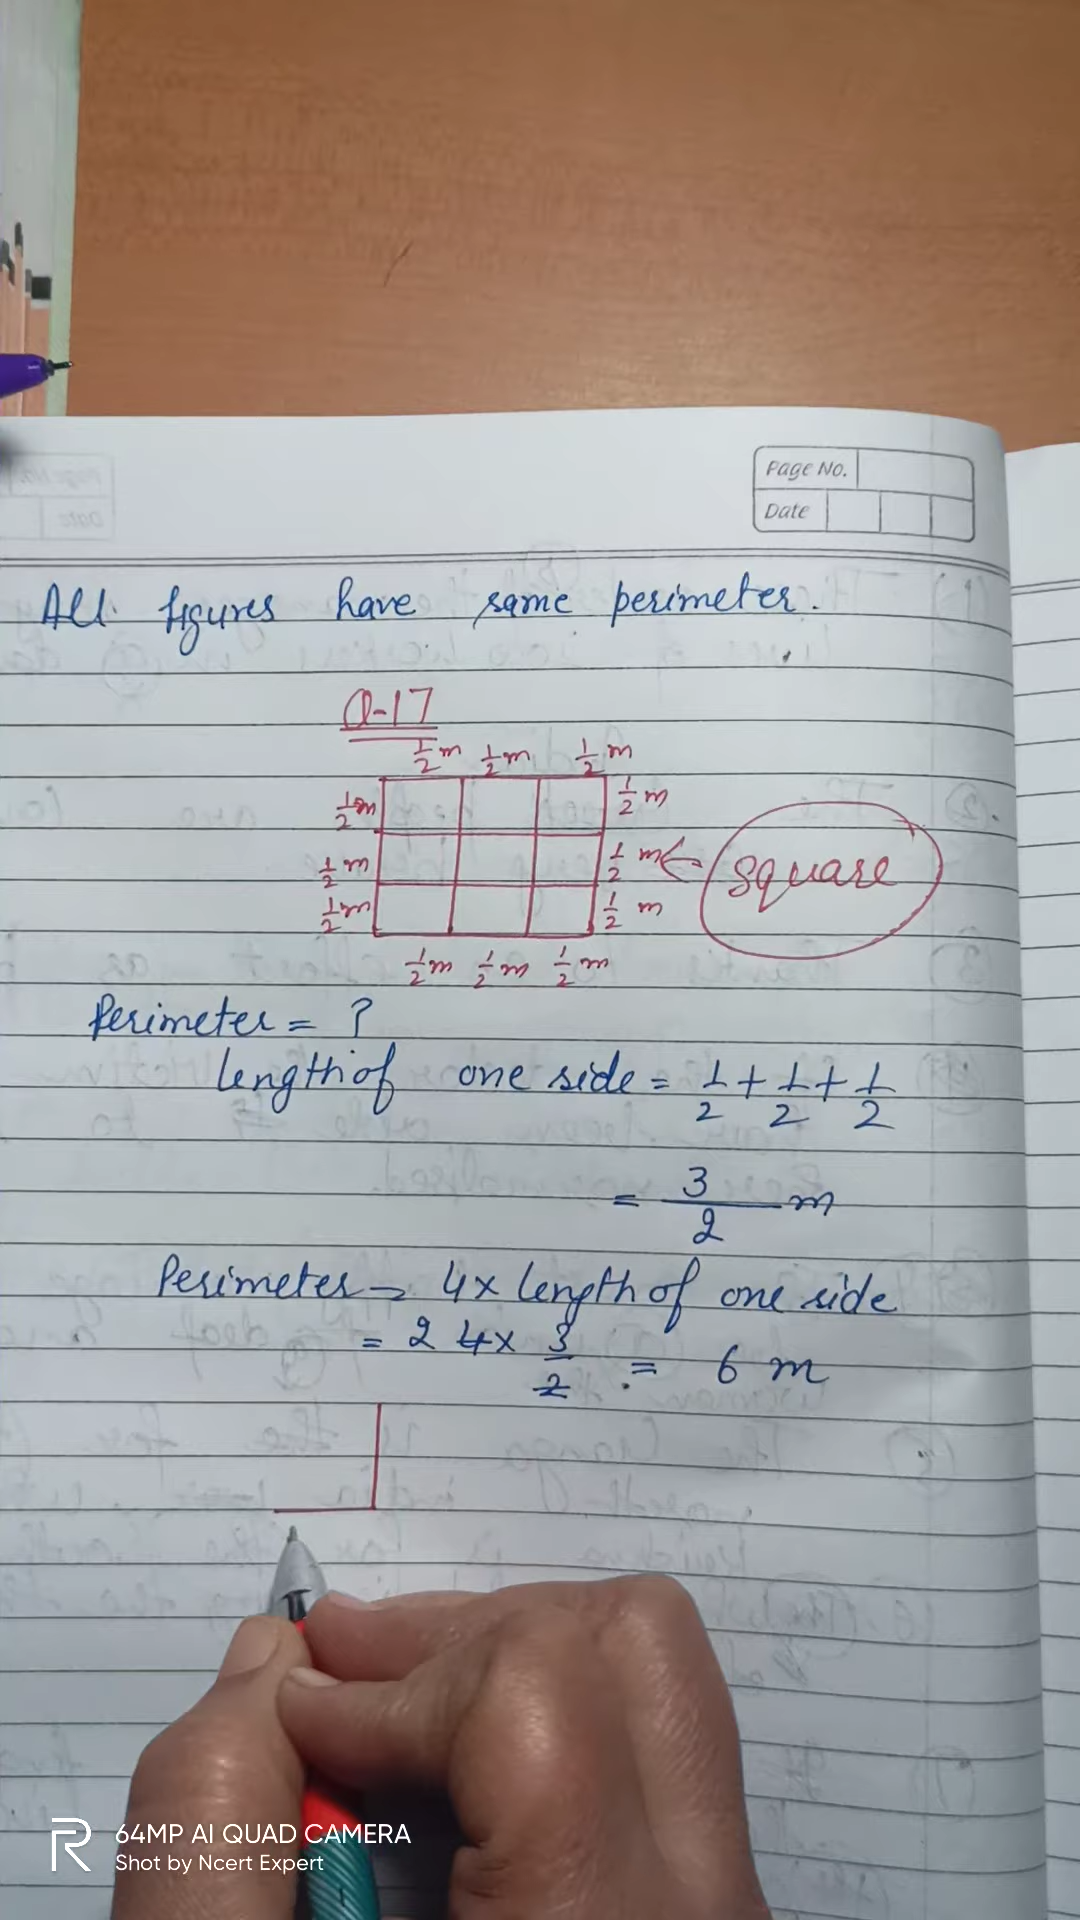 Page No.
Date
All figures have same perimeter.
Q-17
1/2 m 1/2 m 1/2 m
1/2 m 1/2 m
1/2 m 1/2 m ← square
1/2 m 1/2 m
1/2 m 1/2 m 1/2 m
Perimeter = ?
length of one side = 1/2 + 1/2 + 1/2
= 3/2 m
Perimeter = 4 x length of one side
= 2 4 x 3/2 = 6 m
64MP AI QUAD CAMERA
Shot by Ncert Expert